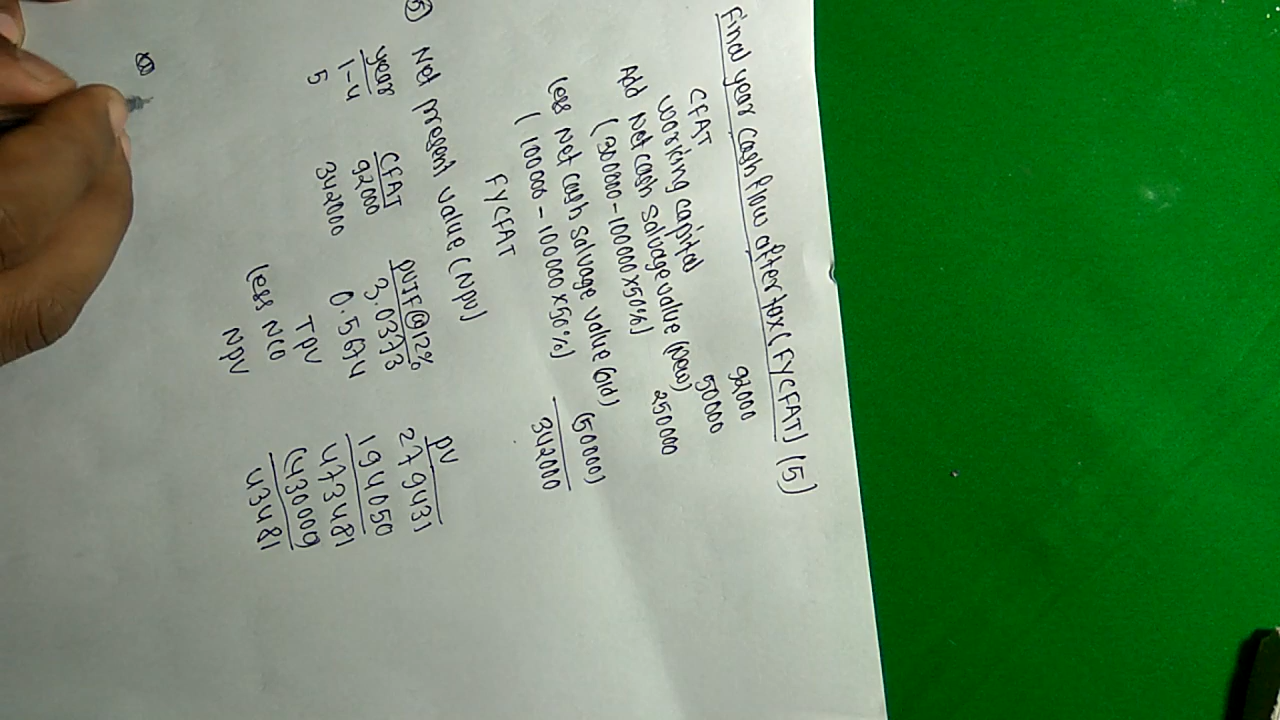 Final year cash flow after tax (FYCFAT) (5)
CFAT 92000
working capital 50000
Add Net cash salvage value (New) 250000
(300000 - 100000 x 50%)
less Net cash salvage value (old) (50000)
(100000 - 100000 x 50%)
FYCFAT 342000
Net present value (NPV)
year CFAT PVIF@12% PV
1-4 92000 3.0373 279431
5 342000 0.5674 194050
TPV 473481
less NCO (430000)
NPV 43481